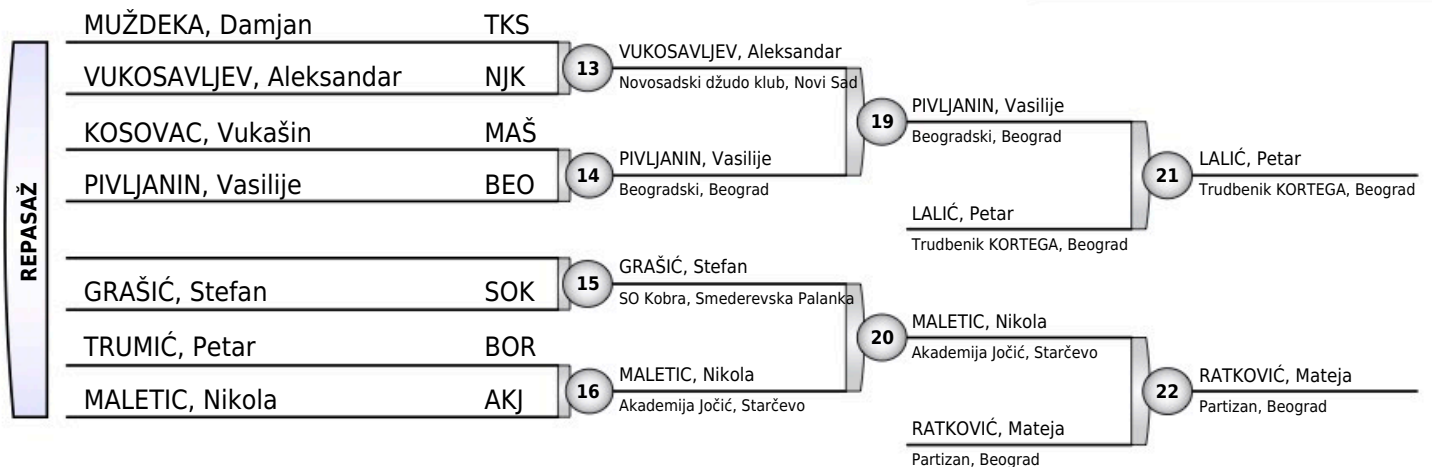 REPASAŽ
MUŽDEKA, Damjan TKS
VUKOSAVLJEV, Aleksandar NJK
KOSOVAC, Vukašin MAŠ
PIVLJANIN, Vasilije BEO
GRAŠIĆ, Stefan SOK
TRUMIĆ, Petar BOR
MALETIC, Nikola AKJ
13
VUKOSAVLJEV, Aleksandar
Novosadski džudo klub, Novi Sad
14
PIVLJANIN, Vasilije
Beogradski, Beograd
15
GRAŠIĆ, Stefan
SO Kobra, Smederevska Palanka
16
MALETIC, Nikola
Akademija Jočić, Starčevo
19
PIVLJANIN, Vasilije
Beogradski, Beograd
LALIĆ, Petar
Trudbenik KORTEGA, Beograd
20
MALETIC, Nikola
Akademija Jočić, Starčevo
RATKOVIĆ, Mateja
Partizan, Beograd
21
LALIĆ, Petar
Trudbenik KORTEGA, Beograd
22
RATKOVIĆ, Mateja
Partizan, Beograd